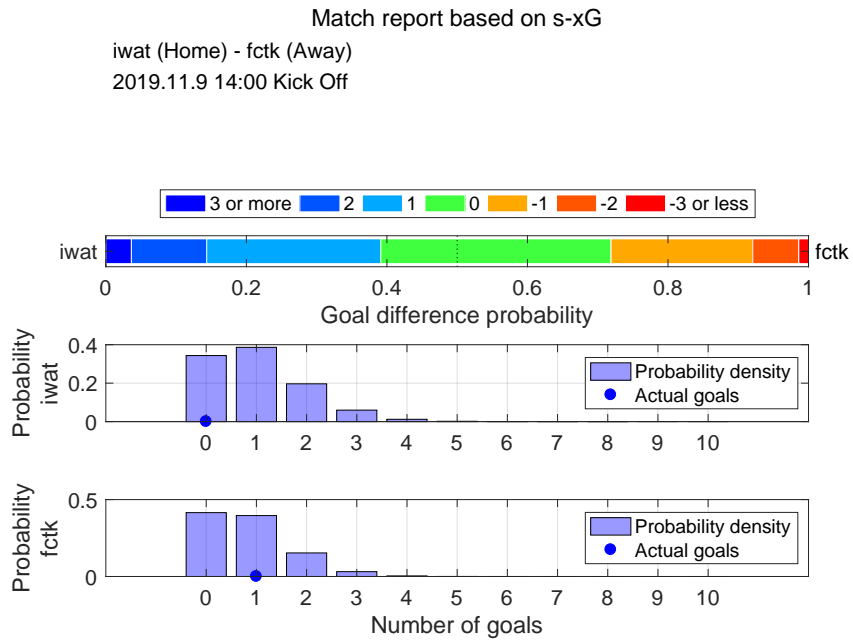 Match report based on s-xG
iwat (Home) - fctk (Away)
2019.11.9 14:00 Kick Off
3 or more 2 1 0 -1 -2 -3 or less
iwat fctk
0 0.2 0.4 0.6 0.8 1
Goal difference probability
Probability
iwat
0.4
0.2
0
Probability density
Actual goals
0 1 2 3 4 5 6 7 8 9 10
Probability
fctk
0.5
0
Probability density
Actual goals
0 1 2 3 4 5 6 7 8 9 10
Number of goals